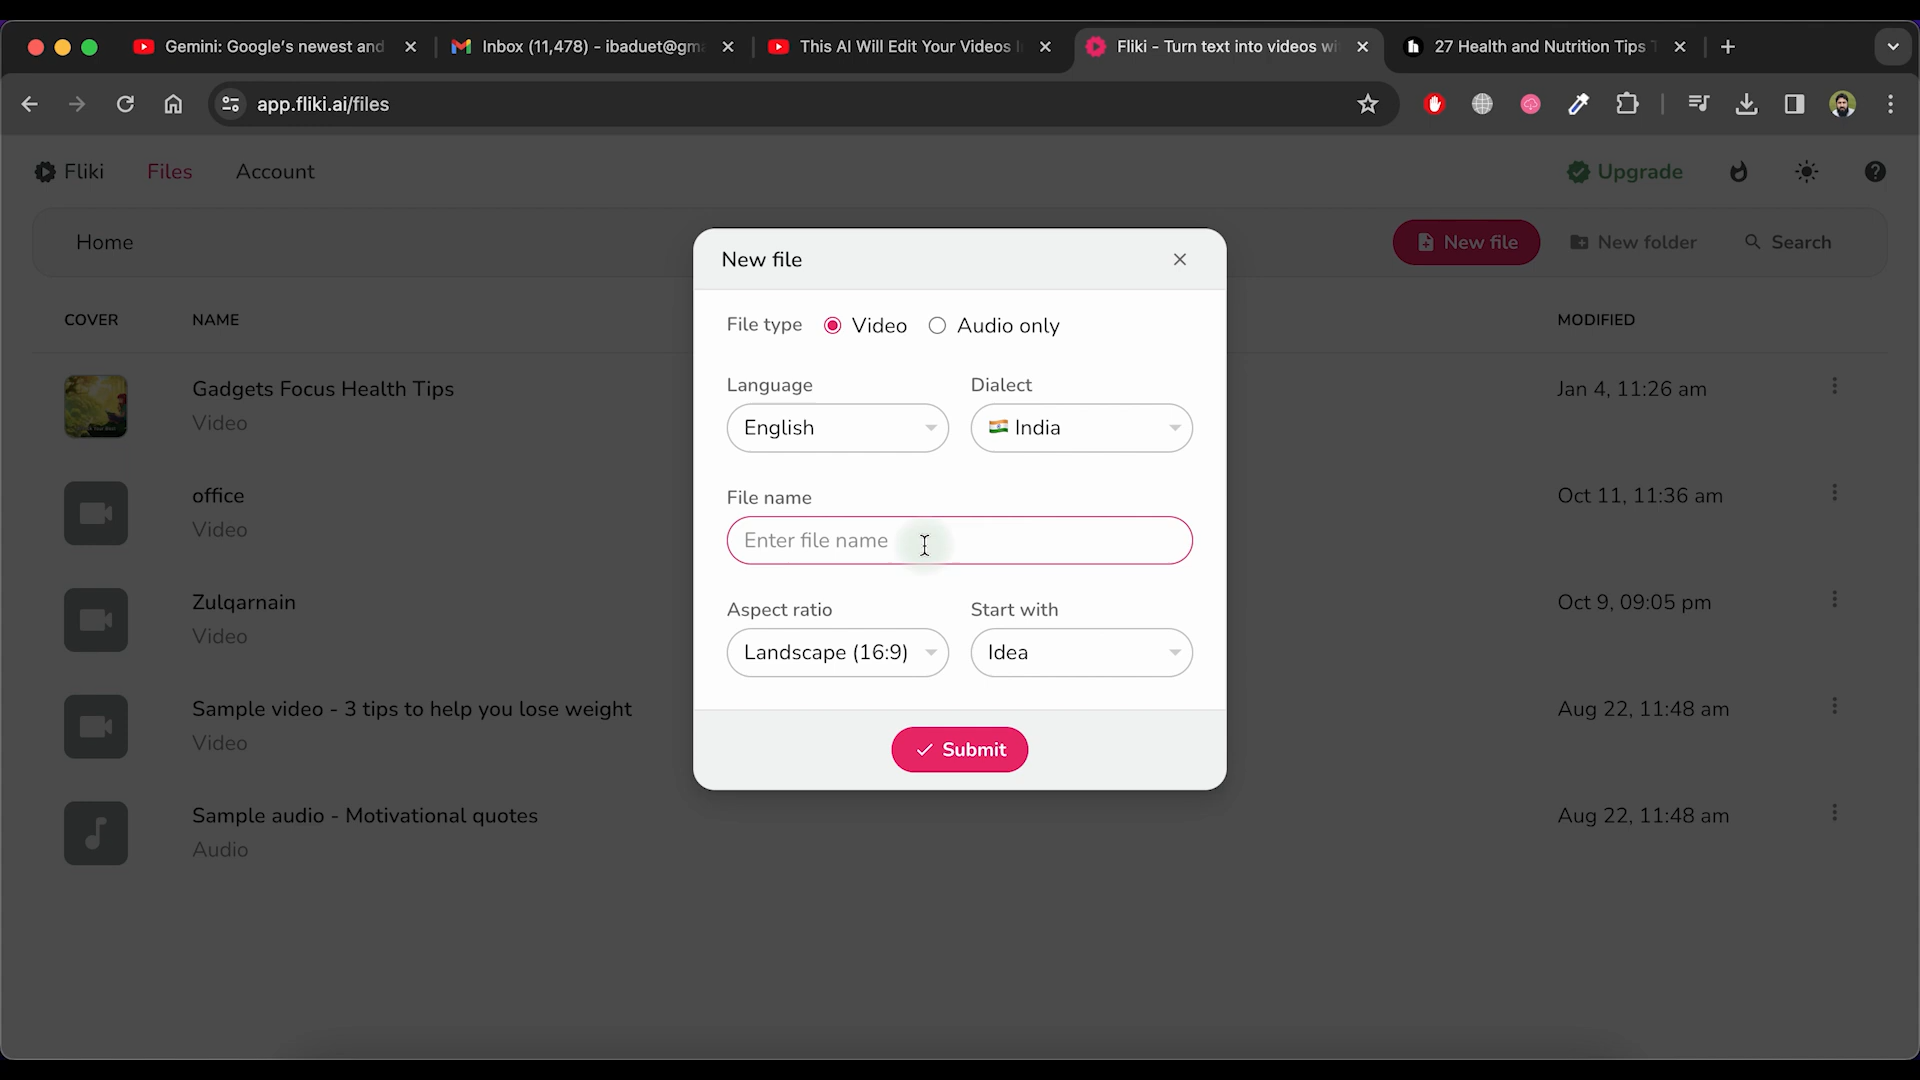 Gemini: Google's newest and
Inbox (11,478) - ibaduet@gm
This AI Will Edit Your Videos
Fliki - Turn text into videos wi
27 Health and Nutrition Tips
app.fliki.ai/files
Fliki
Files
Account
Upgrade
Home
New file
New folder
Search
COVER
NAME
MODIFIED
Gadgets Focus Health Tips
Video
Jan 4, 11:26 am
office
Video
Oct 11, 11:36 am
Zulqarnain
Video
Oct 9, 09:05 pm
Sample video - 3 tips to help you lose weight
Video
Aug 22, 11:48 am
Sample audio - Motivational quotes
Audio
Aug 22, 11:48 am
New file
File type
Video
Audio only
Language
Dialect
English
India
File name
Enter file name
Aspect ratio
Start with
Landscape (16:9)
Idea
Submit